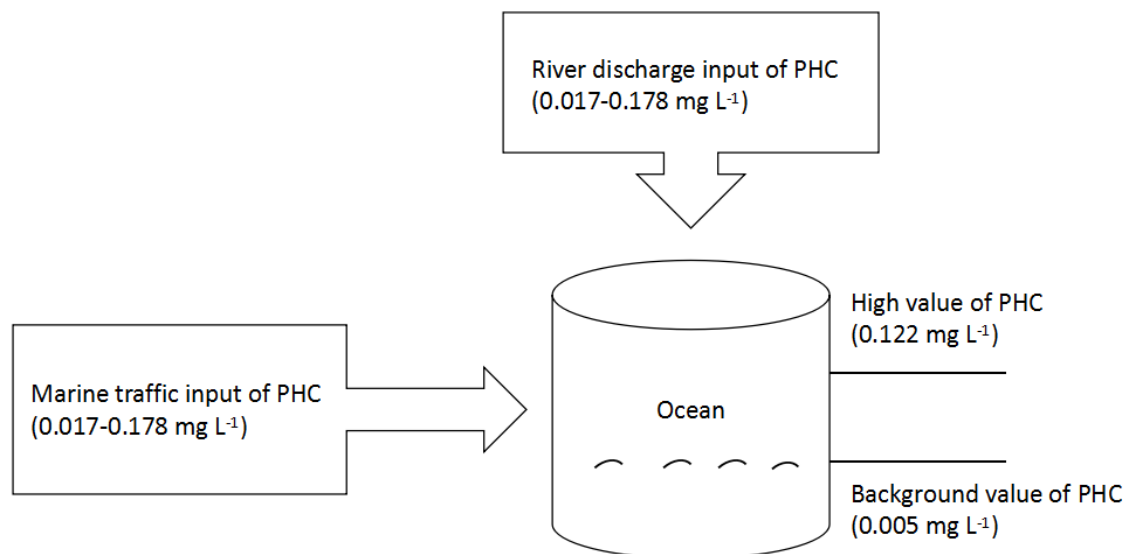 River discharge input of PHC
(0.017-0.178 mg L⁻¹)
High value of PHC
(0.122 mg L⁻¹)
Marine traffic input of PHC
(0.017-0.178 mg L⁻¹)
Ocean
Background value of PHC
(0.005 mg L⁻¹)